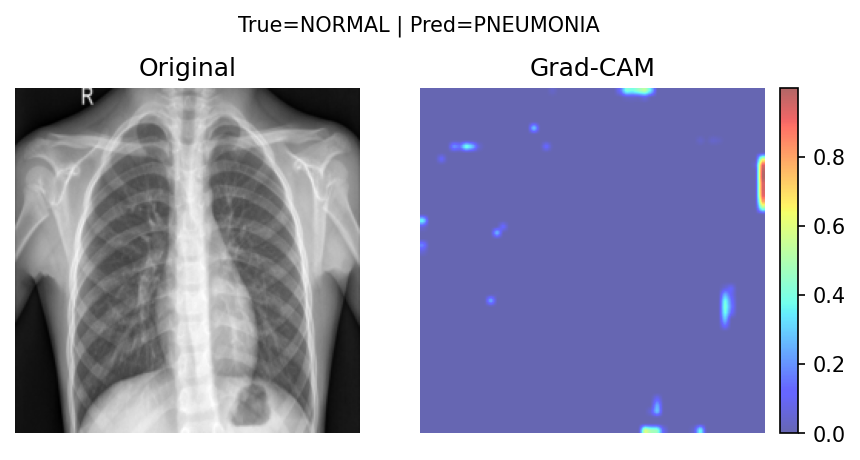 True=NORMAL | Pred=PNEUMONIA
Original
Grad-CAM
R
0.8
0.6
0.4
0.2
0.0